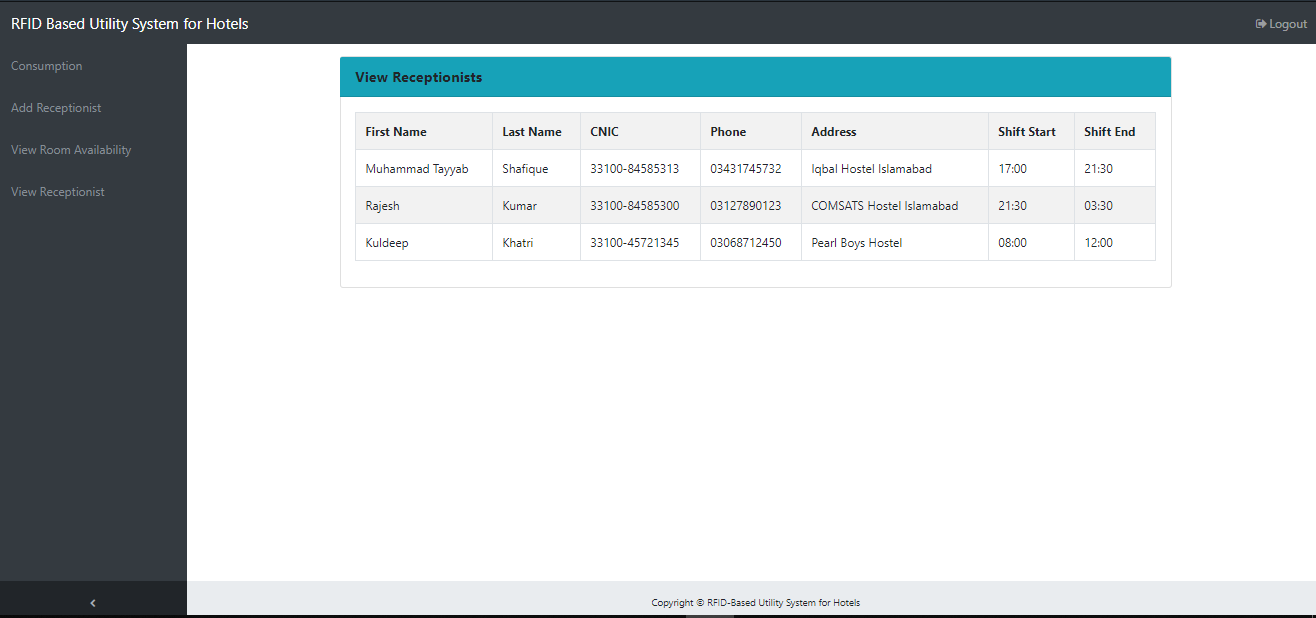 RFID Based Utility System for Hotels
Logout
Consumption
Add Receptionist
View Room Availability
View Receptionist
View Receptionists
First Name Last Name CNIC Phone Address Shift Start Shift End
Muhammad Tayyab Shafique 33100-84585313 03431745732 Iqbal Hostel Islamabad 17:00 21:30
Rajesh Kumar 33100-84585300 03127890123 COMSATS Hostel Islamabad 21:30 03:30
Kuldeep Khatri 33100-45721345 03068712450 Pearl Boys Hostel 08:00 12:00
Copyright © RFID-Based Utility System for Hotels